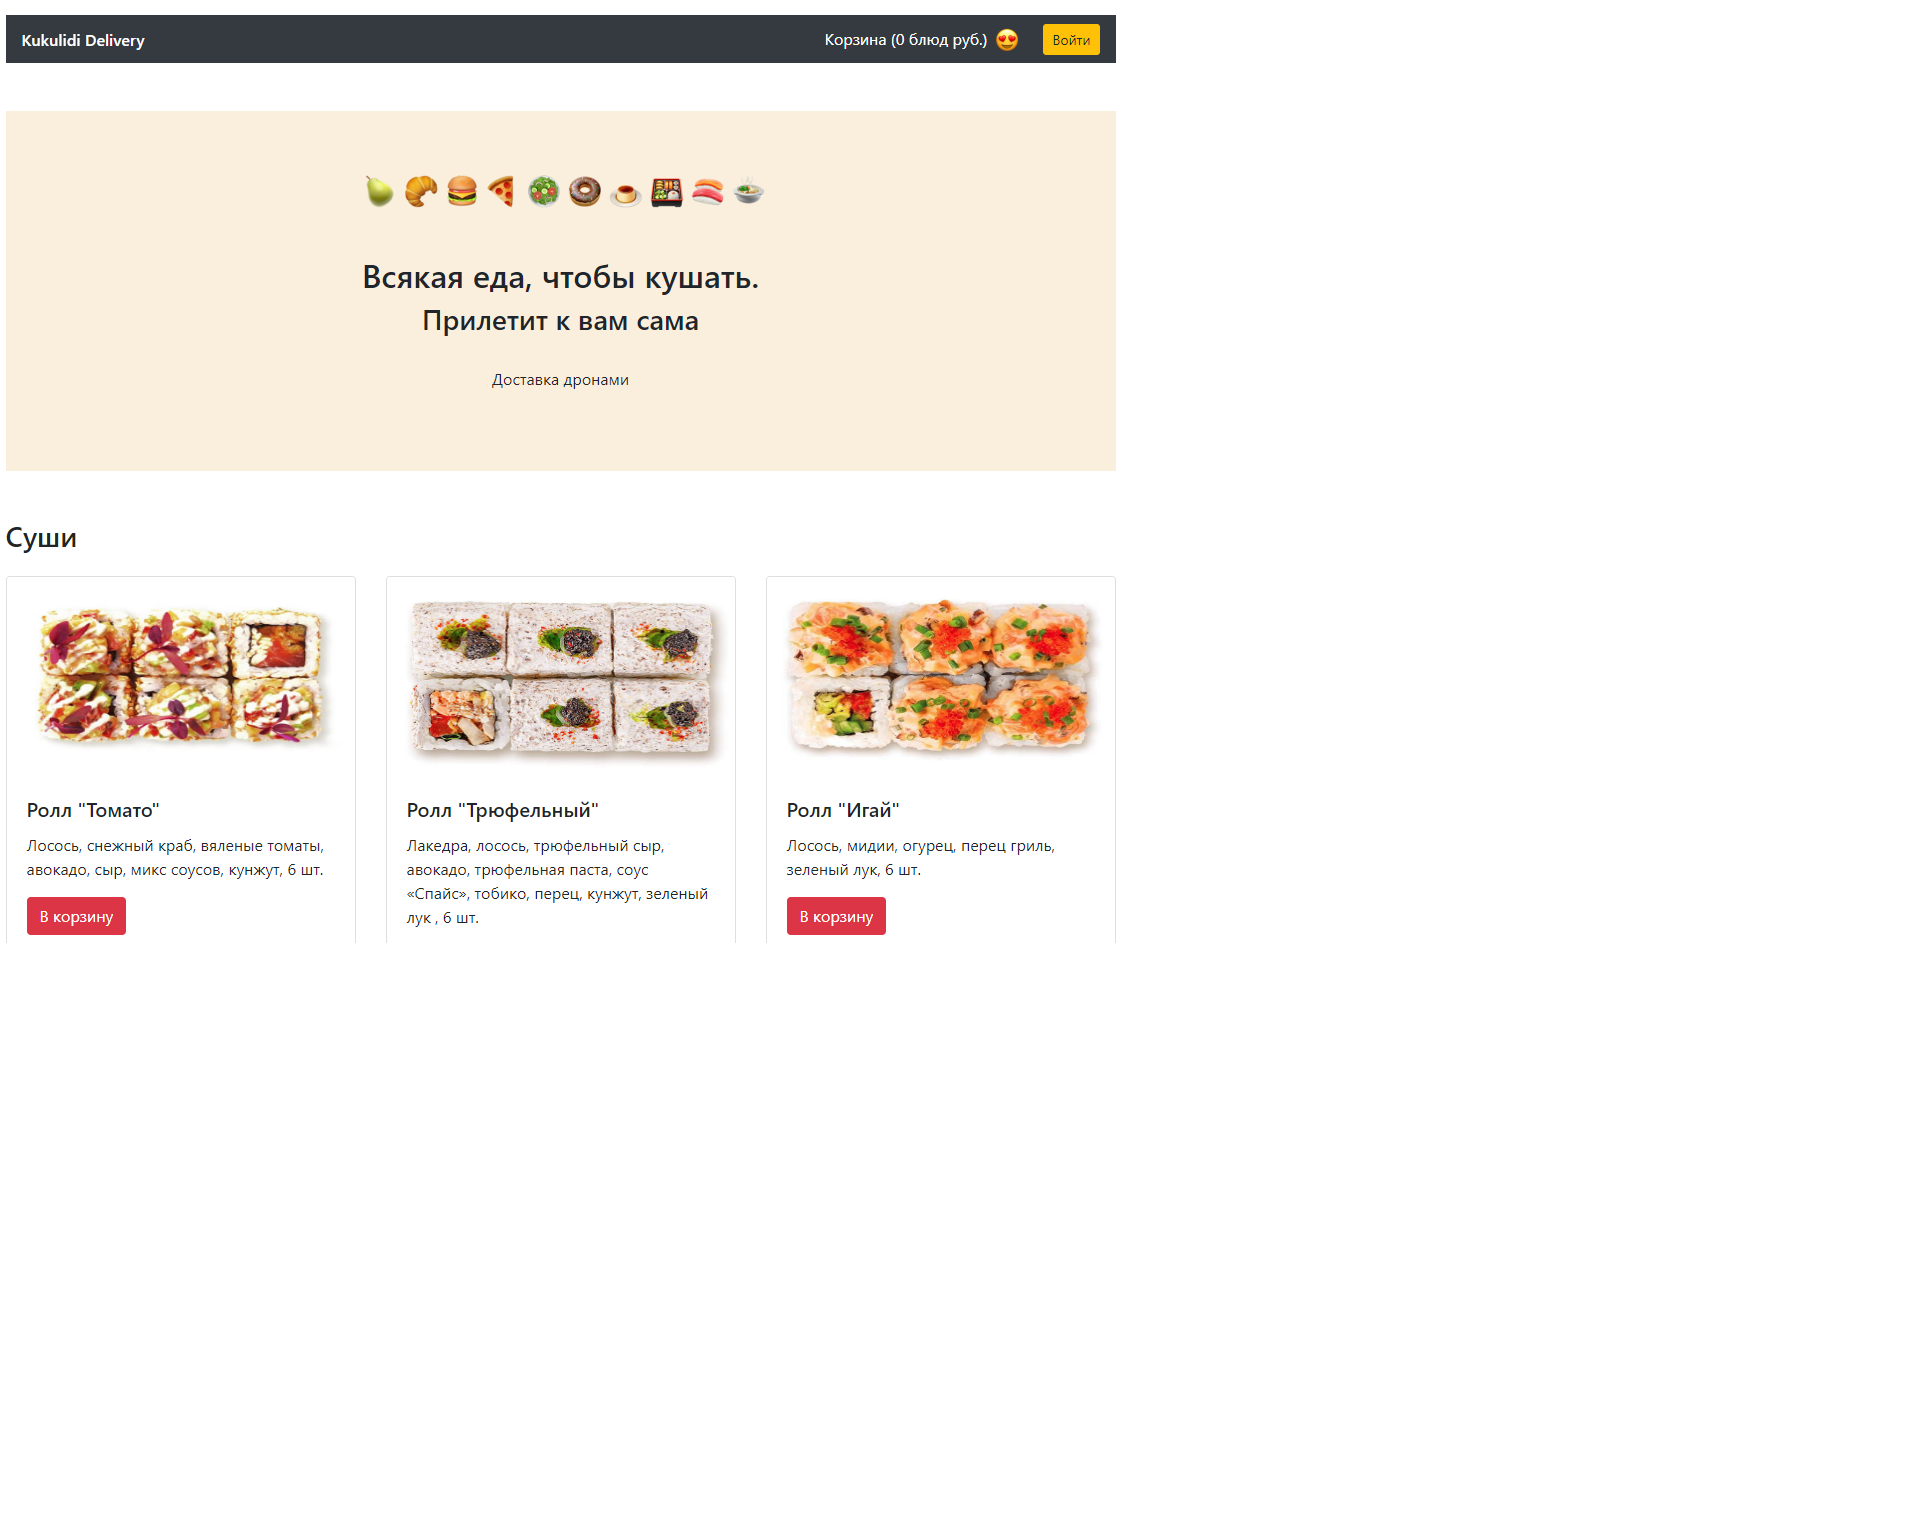 Kukulidi Delivery
Корзина (0 блюд руб.) 😍 Войти
Всякая еда, чтобы кушать.
Прилетит к вам сама
Доставка дронами
Суши
Ролл "Томато"
Лосось, снежный краб, вяленые томаты,
авокадо, сыр, микс соусов, кунжут, 6 шт.
В корзину
Ролл "Трюфельный"
Лакедра, лосось, трюфельный сыр,
авокадо, трюфельная паста, соус
«Спайс», тобико, перец, кунжут, зеленый
лук , 6 шт.
Ролл "Игай"
Лосось, мидии, огурец, перец гриль,
зеленый лук, 6 шт.
В корзину